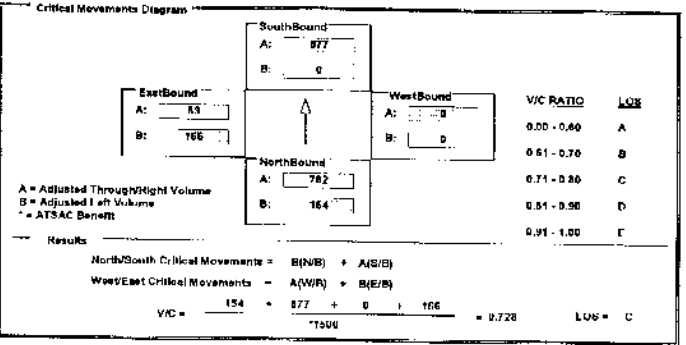 Critical Movements Diagram
SouthBound
A: 877
B: 0
EastBound
A:
B: 166
WestBound
A: 0
B: 0
NorthBound
A: 782
B: 154
V/C RATIO LOS
0.00 - 0.60 A
0.61 - 0.70 B
0.71 - 0.80 C
0.81 - 0.90 D
0.91 - 1.00 E
A = Adjusted Through/Right Volume
B = Adjusted Left Volume
* = ATSAC Benefit
Results
North/South Critical Movements = B(N/B) + A(S/B)
West/East Critical Movements = A(W/B) + B(E/B)
V/C = 154 + 877 + 0 + 166 = 0.728 LOS = C
*1500